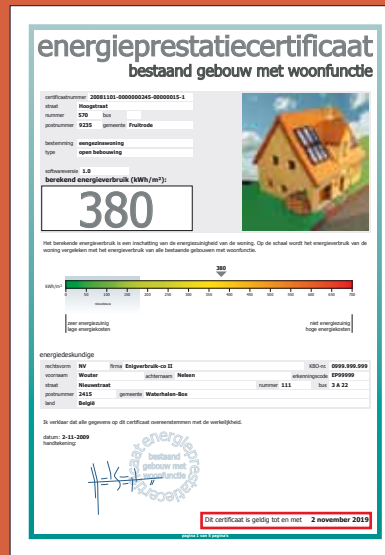 energieprestatiecertificaat
bestaand gebouw met woonfunctie
certificaatnummer 20081101-0000000245-00000015-1
straat Hoogstraat
nummer 570 bus
postnummer 9235 gemeente Fruitrode
bestemming eengezinswoning
type open bebouwing
softwareversie 1.0
berekend energieverbruik (kWh/m²):
380
Het berekende energieverbruik is een inschatting van de energiezuinigheid van de woning. Op de schaal wordt het energieverbruik van de
woning vergeleken met het energieverbruik van alle bestaande gebouwen met woonfunctie.
380
kWh/m² 0 50 100 150 200 250 300 350 400 450 500 550 600 650 700
zeer energiezuinig niet energiezuinig
lage energiekosten hoge energiekosten
energiedeskundige
rechtsvorm NV firma Enigverbruik-co II KBO-nr. 0999.999.999
voornaam Wouter achternaam Nelsen erkenningscode EP99999
straat Nieuwstraat nummer 111 bus 3 A 22
postnummer 2415 gemeente Waterhalen-Bos
land België
Ik verklaar dat alle gegevens op dit certificaat overeenstemmen met de werkelijkheid.
datum: 2-11-2009
handtekening:
energieprestatiecertificaat
bestaand
gebouw met
woonfunctie
Dit certificaat is geldig tot en met 2 november 2019
pagina 1 van 5 pagina's